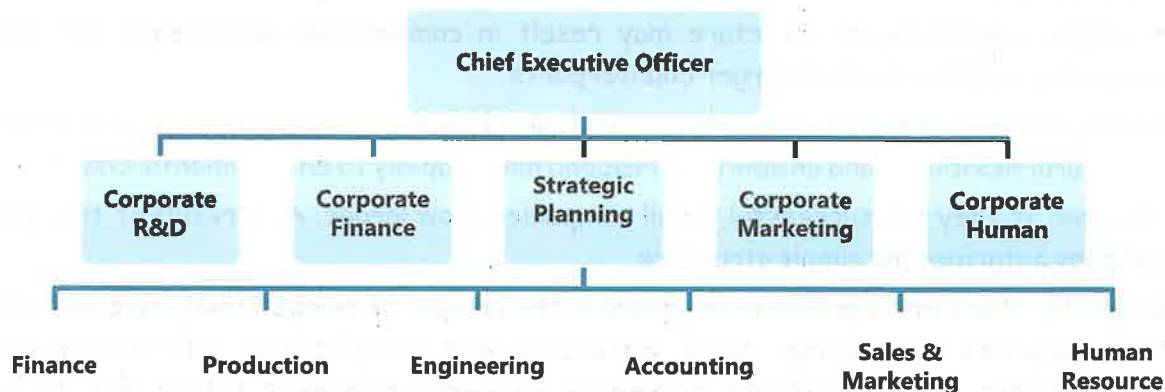 Chief Executive Officer
Corporate
R&D
Corporate
Finance
Strategic
Planning
Corporate
Marketing
Corporate
Human
Finance
Production
Engineering
Accounting
Sales &
Marketing
Human
Resource